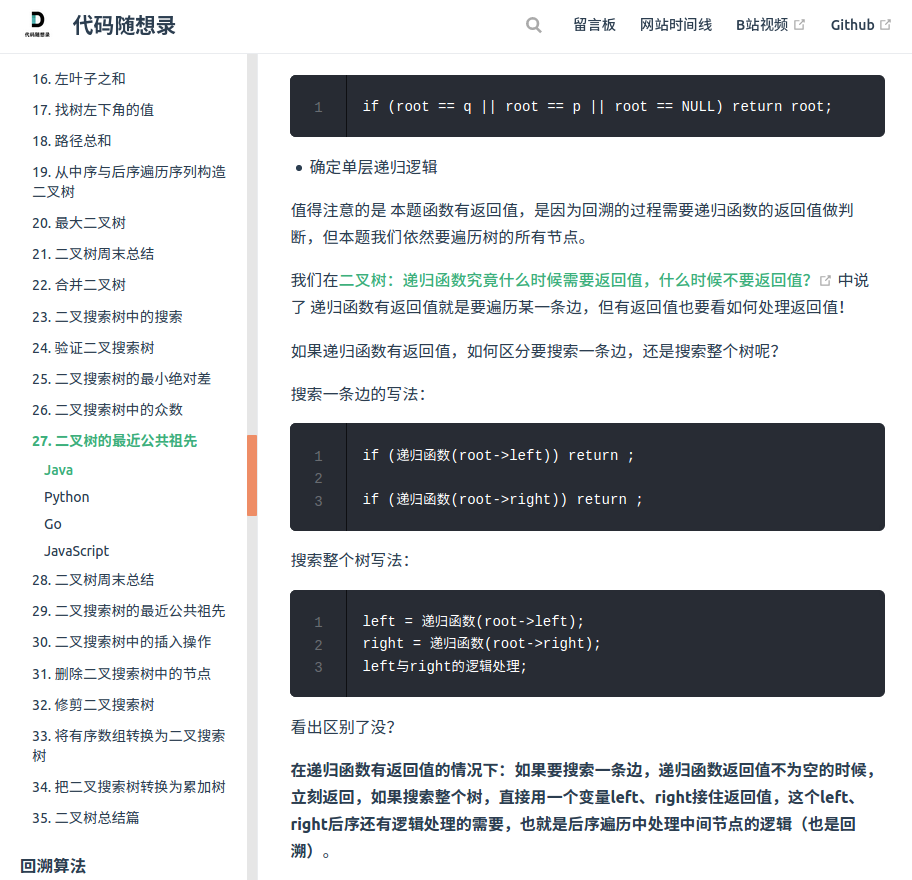 代码随想录
代码随想录
留言板
网站时间线
B站视频
Github
16. 左叶子之和
17. 找树左下角的值
18. 路径总和
19. 从中序与后序遍历序列构造
二叉树
20. 最大二叉树
21. 二叉树周末总结
22. 合并二叉树
23. 二叉搜索树中的搜索
24. 验证二叉搜索树
25. 二叉搜索树的最小绝对差
26. 二叉搜索树中的众数
27. 二叉树的最近公共祖先
Java
Python
Go
JavaScript
28. 二叉树周末总结
29. 二叉搜索树的最近公共祖先
30. 二叉搜索树中的插入操作
31. 删除二叉搜索树中的节点
32. 修剪二叉搜索树
33. 将有序数组转换为二叉搜索
树
34. 把二叉搜索树转换为累加树
35. 二叉树总结篇
回溯算法
1 if (root == q || root == p || root == NULL) return root;
• 确定单层递归逻辑
值得注意的是 本题函数有返回值，是因为回溯的过程需要递归函数的返回值做判
断，但本题我们依然要遍历树的所有节点。
我们在二叉树：递归函数究竟什么时候需要返回值，什么时候不要返回值？ 中说
了 递归函数有返回值就是要遍历某一条边，但有返回值也要看如何处理返回值！
如果递归函数有返回值，如何区分要搜索一条边，还是搜索整个树呢？
搜索一条边的写法：
1 if (递归函数(root->left)) return ;
2
3 if (递归函数(root->right)) return ;
搜索整个树写法：
1 left = 递归函数(root->left);
2 right = 递归函数(root->right);
3 left与right的逻辑处理;
看出区别了没？
在递归函数有返回值的情况下：如果要搜索一条边，递归函数返回值不为空的时候，
立刻返回，如果搜索整个树，直接用一个变量left、right接住返回值，这个left、
right后序还有逻辑处理的需要，也就是后序遍历中处理中间节点的逻辑（也是回
溯）。